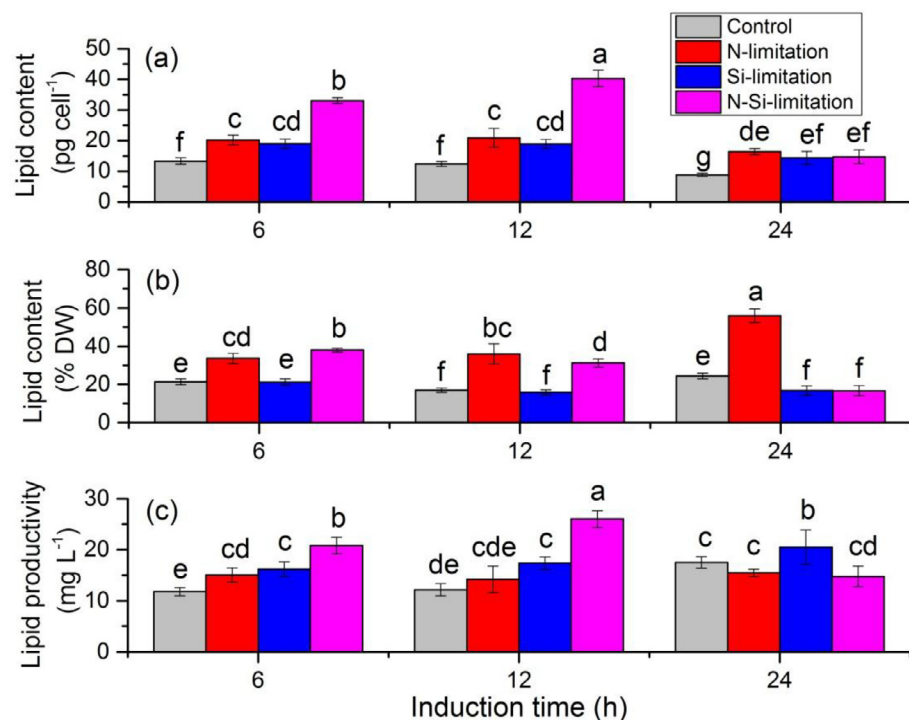 Control
N-limitation
Si-limitation
N-Si-limitation
(a)
Lipid content
(pg cell-1)
50
40
30
20
10
0
f c cd b
f c cd a
g de ef ef
6 12 24
(b)
Lipid content
(% DW)
80
60
40
20
0
e cd e b
f bc f d
e a f f
6 12 24
(c)
Lipid productivity
(mg L-1)
30
20
10
0
e cd c b
de cde c a
c c b cd
6 12 24
Induction time (h)